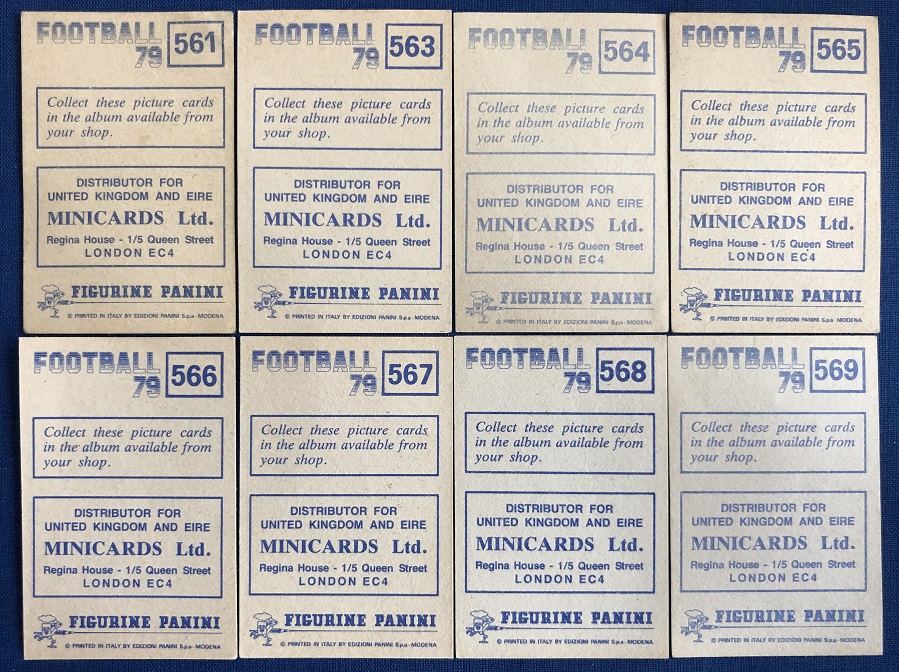 FOOTBALL
79 561
Collect these picture cards
in the album available from
your shop.
DISTRIBUTOR FOR
UNITED KINGDOM AND EIRE
MINICARDS Ltd.
Regina House - 1/5 Queen Street
LONDON EC4
FIGURINE PANINI
© PRINTED IN ITALY BY EDIZIONI PANINI S.p.a - MODENA
FOOTBALL
79 563
Collect these picture cards
in the album available from
your shop.
DISTRIBUTOR FOR
UNITED KINGDOM AND EIRE
MINICARDS Ltd.
Regina House - 1/5 Queen Street
LONDON EC4
FIGURINE PANINI
© PRINTED IN ITALY BY EDIZIONI PANINI S.p.a - MODENA
FOOTBALL
79 564
Collect these picture cards
in the album available from
your shop.
DISTRIBUTOR FOR
UNITED KINGDOM AND EIRE
MINICARDS Ltd.
Regina House - 1/5 Queen Street
LONDON EC4
FIGURINE PANINI
© PRINTED IN ITALY BY EDIZIONI PANINI S.p.a - MODENA
FOOTBALL
79 565
Collect these picture cards
in the album available from
your shop.
DISTRIBUTOR FOR
UNITED KINGDOM AND EIRE
MINICARDS Ltd.
Regina House - 1/5 Queen Street
LONDON EC4
FIGURINE PANINI
© PRINTED IN ITALY BY EDIZIONI PANINI S.p.a - MODENA
FOOTBALL
79 566
Collect these picture cards
in the album available from
your shop.
DISTRIBUTOR FOR
UNITED KINGDOM AND EIRE
MINICARDS Ltd.
Regina House - 1/5 Queen Street
LONDON EC4
FIGURINE PANINI
© PRINTED IN ITALY BY EDIZIONI PANINI S.p.a - MODENA
FOOTBALL
79 567
Collect these picture cards
in the album available from
your shop.
DISTRIBUTOR FOR
UNITED KINGDOM AND EIRE
MINICARDS Ltd.
Regina House - 1/5 Queen Street
LONDON EC4
FIGURINE PANINI
© PRINTED IN ITALY BY EDIZIONI PANINI S.p.a - MODENA
FOOTBALL
79 568
Collect these picture cards
in the album available from
your shop.
DISTRIBUTOR FOR
UNITED KINGDOM AND EIRE
MINICARDS Ltd.
Regina House - 1/5 Queen Street
LONDON EC4
FIGURINE PANINI
© PRINTED IN ITALY BY EDIZIONI PANINI S.p.a - MODENA
FOOTBALL
79 569
Collect these picture cards
in the album available from
your shop.
DISTRIBUTOR FOR
UNITED KINGDOM AND EIRE
MINICARDS Ltd.
Regina House - 1/5 Queen Street
LONDON EC4
FIGURINE PANINI
© PRINTED IN ITALY BY EDIZIONI PANINI S.p.a - MODENA